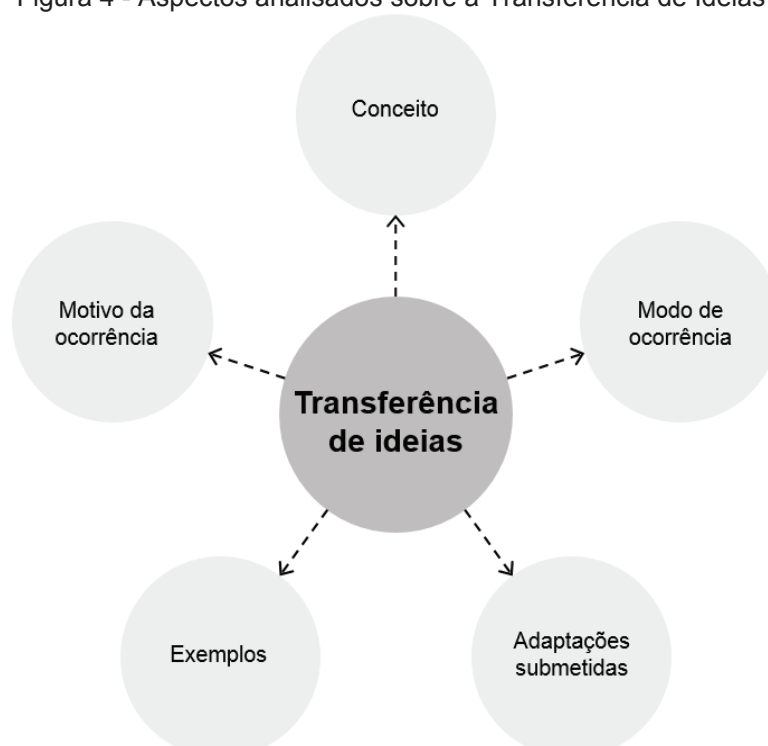 Figura 4 - Aspectos analisados sobre a Transferência de Ideias
Conceito
Motivo da
ocorrência
Modo de
ocorrência
Transferência
de ideias
Exemplos
Adaptações
submetidas